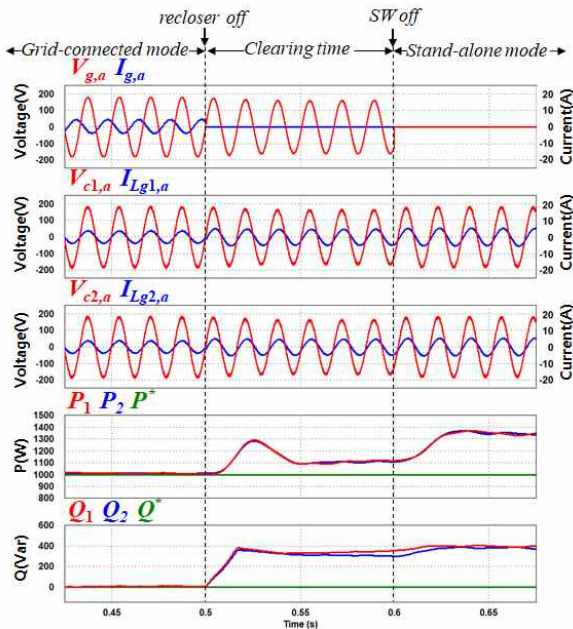 recloser off SW off
Grid-connected mode Clearing time Stand-alone mode
Vg,a Ig,a
Voltage(V) 200 100 0 -100 -200
Current(A) 20 10 0 -10 -20
Vc1,a ILg1,a
Voltage(V) 200 100 0 -100 -200
Current(A) 20 10 0 -10 -20
Vc2,a ILg2,a
Voltage(V) 200 100 0 -100 -200
Current(A) 20 10 0 -10 -20
P1 P2 P*
P(W) 1500 1400 1300 1200 1100 1000 900 800
Q1 Q2 Q*
Q(Var) 600 400 200 0
0.45 0.5 0.55 0.6 0.65
Time (s)